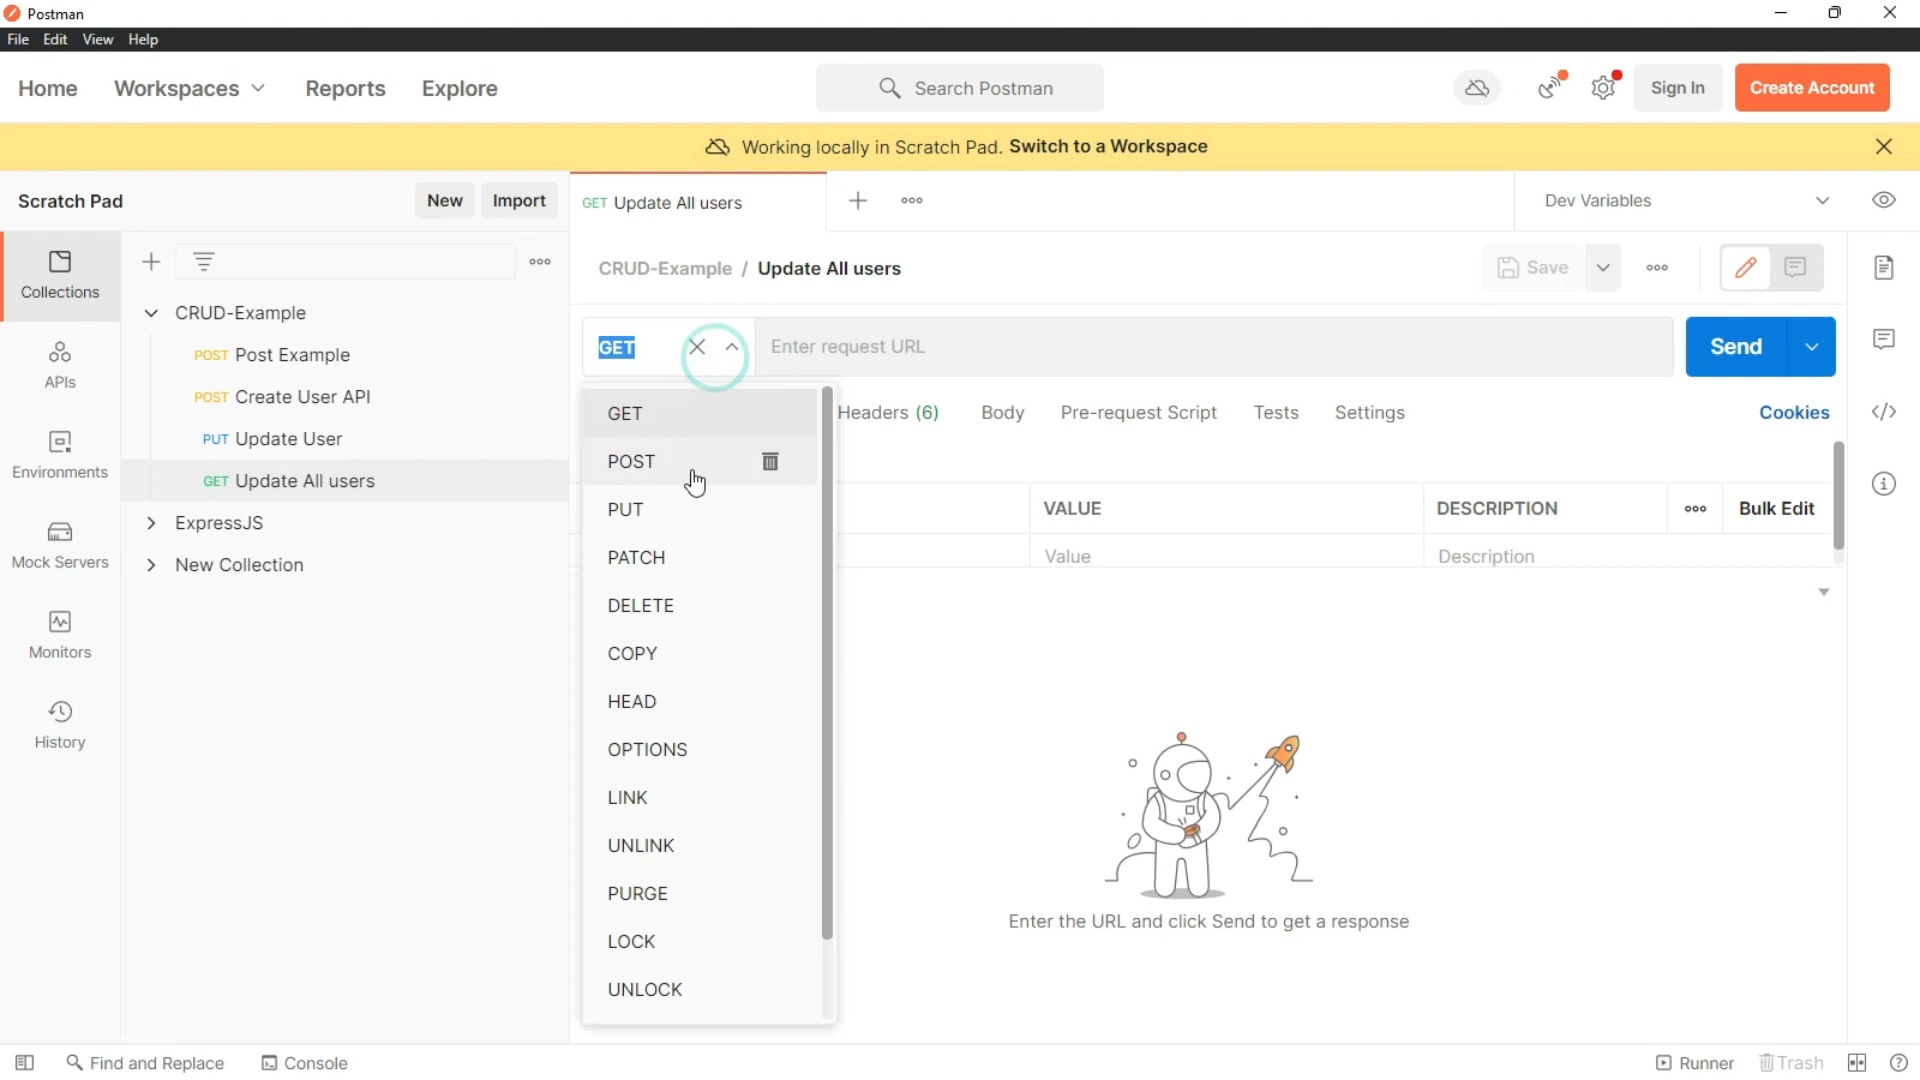 Postman
File Edit View Help
Home Workspaces Reports Explore Search Postman Sign In Create Account
Working locally in Scratch Pad. Switch to a Workspace
Scratch Pad New Import GET Update All users Dev Variables
Collections
APIs
Environments
Mock Servers
Monitors
History
CRUD-Example
POST Post Example
POST Create User API
PUT Update User
GET Update All users
ExpressJS
New Collection
CRUD-Example / Update All users Save
GET Enter request URL Send
Headers (6) Body Pre-request Script Tests Settings Cookies
VALUE DESCRIPTION Bulk Edit
Value Description
GET
POST
PUT
PATCH
DELETE
COPY
HEAD
OPTIONS
LINK
UNLINK
PURGE
LOCK
UNLOCK
Enter the URL and click Send to get a response
Find and Replace Console Runner Trash